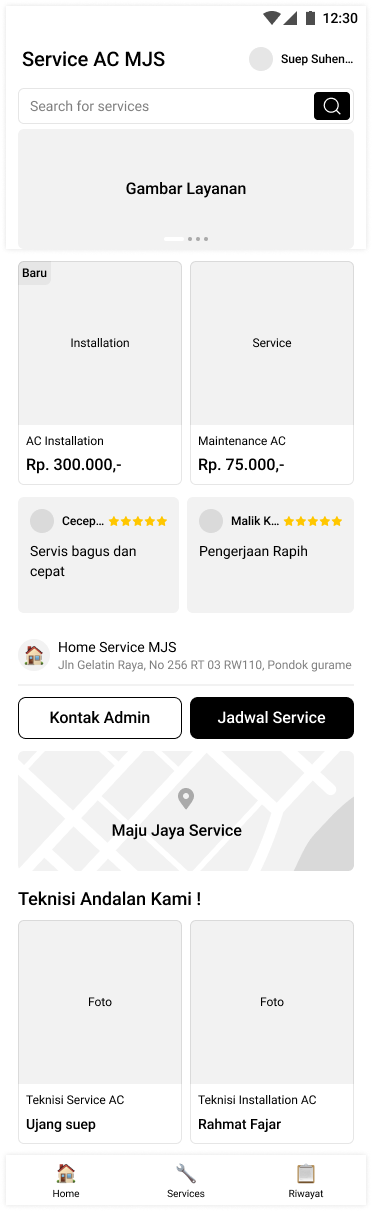 12:30
Service AC MJS
Suep Suhen...
Search for services
Gambar Layanan
Baru
Installation
Service
AC Installation
Rp. 300.000,-
Maintenance AC
Rp. 75.000,-
Cecep...
Servis bagus dan
cepat
Malik K...
Pengerjaan Rapih
Home Service MJS
Jln Gelatin Raya, No 256 RT 03 RW110, Pondok gurame
Kontak Admin
Jadwal Service
Maju Jaya Service
Teknisi Andalan Kami !
Foto
Foto
Teknisi Service AC
Ujang suep
Teknisi Installation AC
Rahmat Fajar
Home
Services
Riwayat